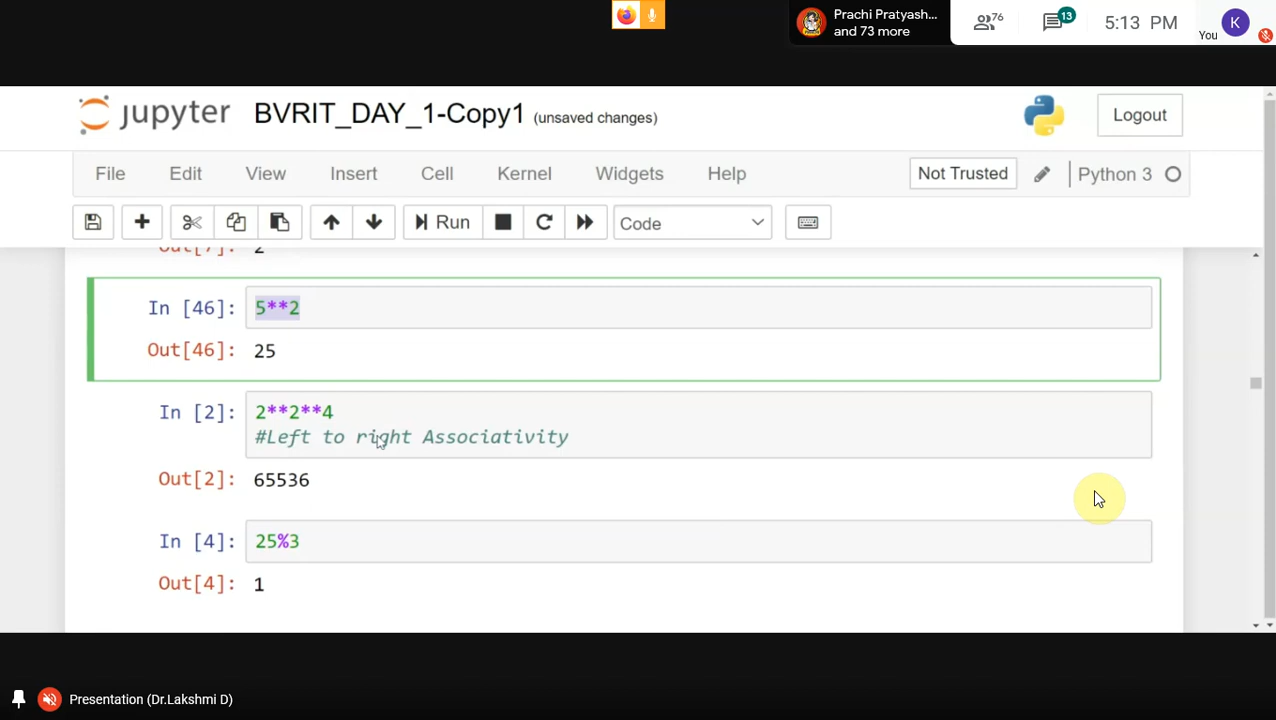 Prachi Pratyash...
and 73 more
76
13
5:13 PM
K
You
jupyter BVRIT_DAY_1-Copy1 (unsaved changes)
Logout
File Edit View Insert Cell Kernel Widgets Help
Not Trusted
Python 3
Run
Code
Out[7]: 2
In [46]: 5**2
Out[46]: 25
In [2]: 2**2**4
#Left to right Associativity
Out[2]: 65536
In [4]: 25%3
Out[4]: 1
Presentation (Dr.Lakshmi D)